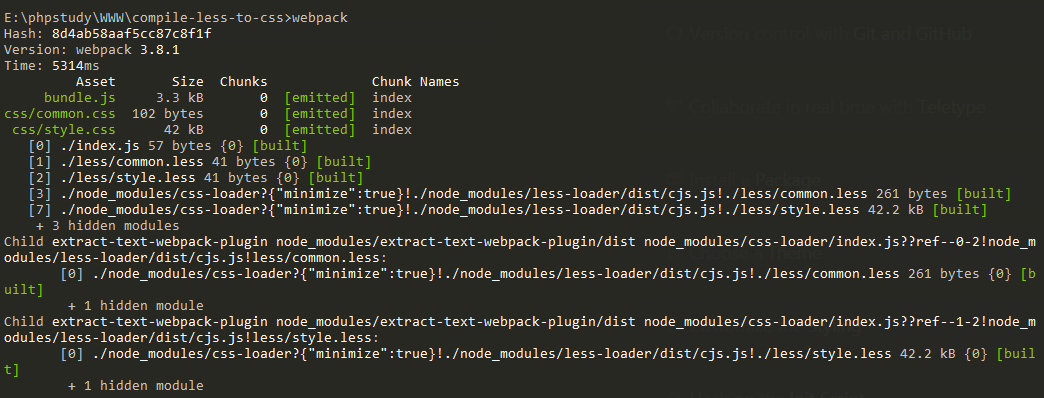 E:\phpstudy\WWW\compile-less-to-css>webpack
Hash: 8d4ab58aaf5cc87c8f1f
Version: webpack 3.8.1
Time: 5314ms
Asset Size Chunks Chunk Names
bundle.js 3.3 kB 0 [emitted] index
css/common.css 102 bytes 0 [emitted] index
css/style.css 42 kB 0 [emitted] index
[0] ./index.js 57 bytes {0} [built]
[1] ./less/common.less 41 bytes {0} [built]
[2] ./less/style.less 41 bytes {0} [built]
[3] ./node_modules/css-loader?{"minimize":true}!./node_modules/less-loader/dist/cjs.js!./less/common.less 261 bytes [built]
[7] ./node_modules/css-loader?{"minimize":true}!./node_modules/less-loader/dist/cjs.js!./less/style.less 42.2 kB [built]
+ 3 hidden modules
Child extract-text-webpack-plugin node_modules/extract-text-webpack-plugin/dist node_modules/css-loader/index.js??ref--0-2!node_m
odules/less-loader/dist/cjs.js!less/common.less:
[0] ./node_modules/css-loader?{"minimize":true}!./node_modules/less-loader/dist/cjs.js!./less/common.less 261 bytes {0} [b
uilt]
+ 1 hidden module
Child extract-text-webpack-plugin node_modules/extract-text-webpack-plugin/dist node_modules/css-loader/index.js??ref--1-2!node_m
odules/less-loader/dist/cjs.js!less/style.less:
[0] ./node_modules/css-loader?{"minimize":true}!./node_modules/less-loader/dist/cjs.js!./less/style.less 42.2 kB {0} [buil
t]
+ 1 hidden module